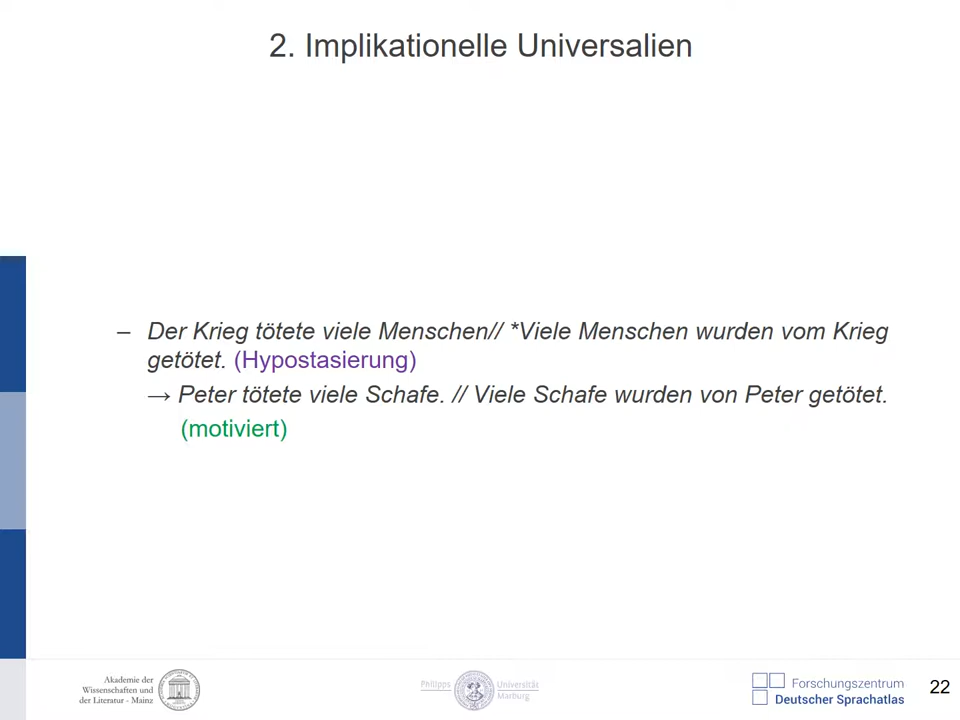 2. Implikationelle Universalien
– Der Krieg tötete viele Menschen// *Viele Menschen wurden vom Krieg
getötet. (Hypostasierung)
→ Peter tötete viele Schafe. // Viele Schafe wurden von Peter getötet.
(motiviert)
Akademie der
Wissenschaften und
der Literatur - Mainz
Philipps Universität
Marburg
Forschungszentrum
Deutscher Sprachatlas
22